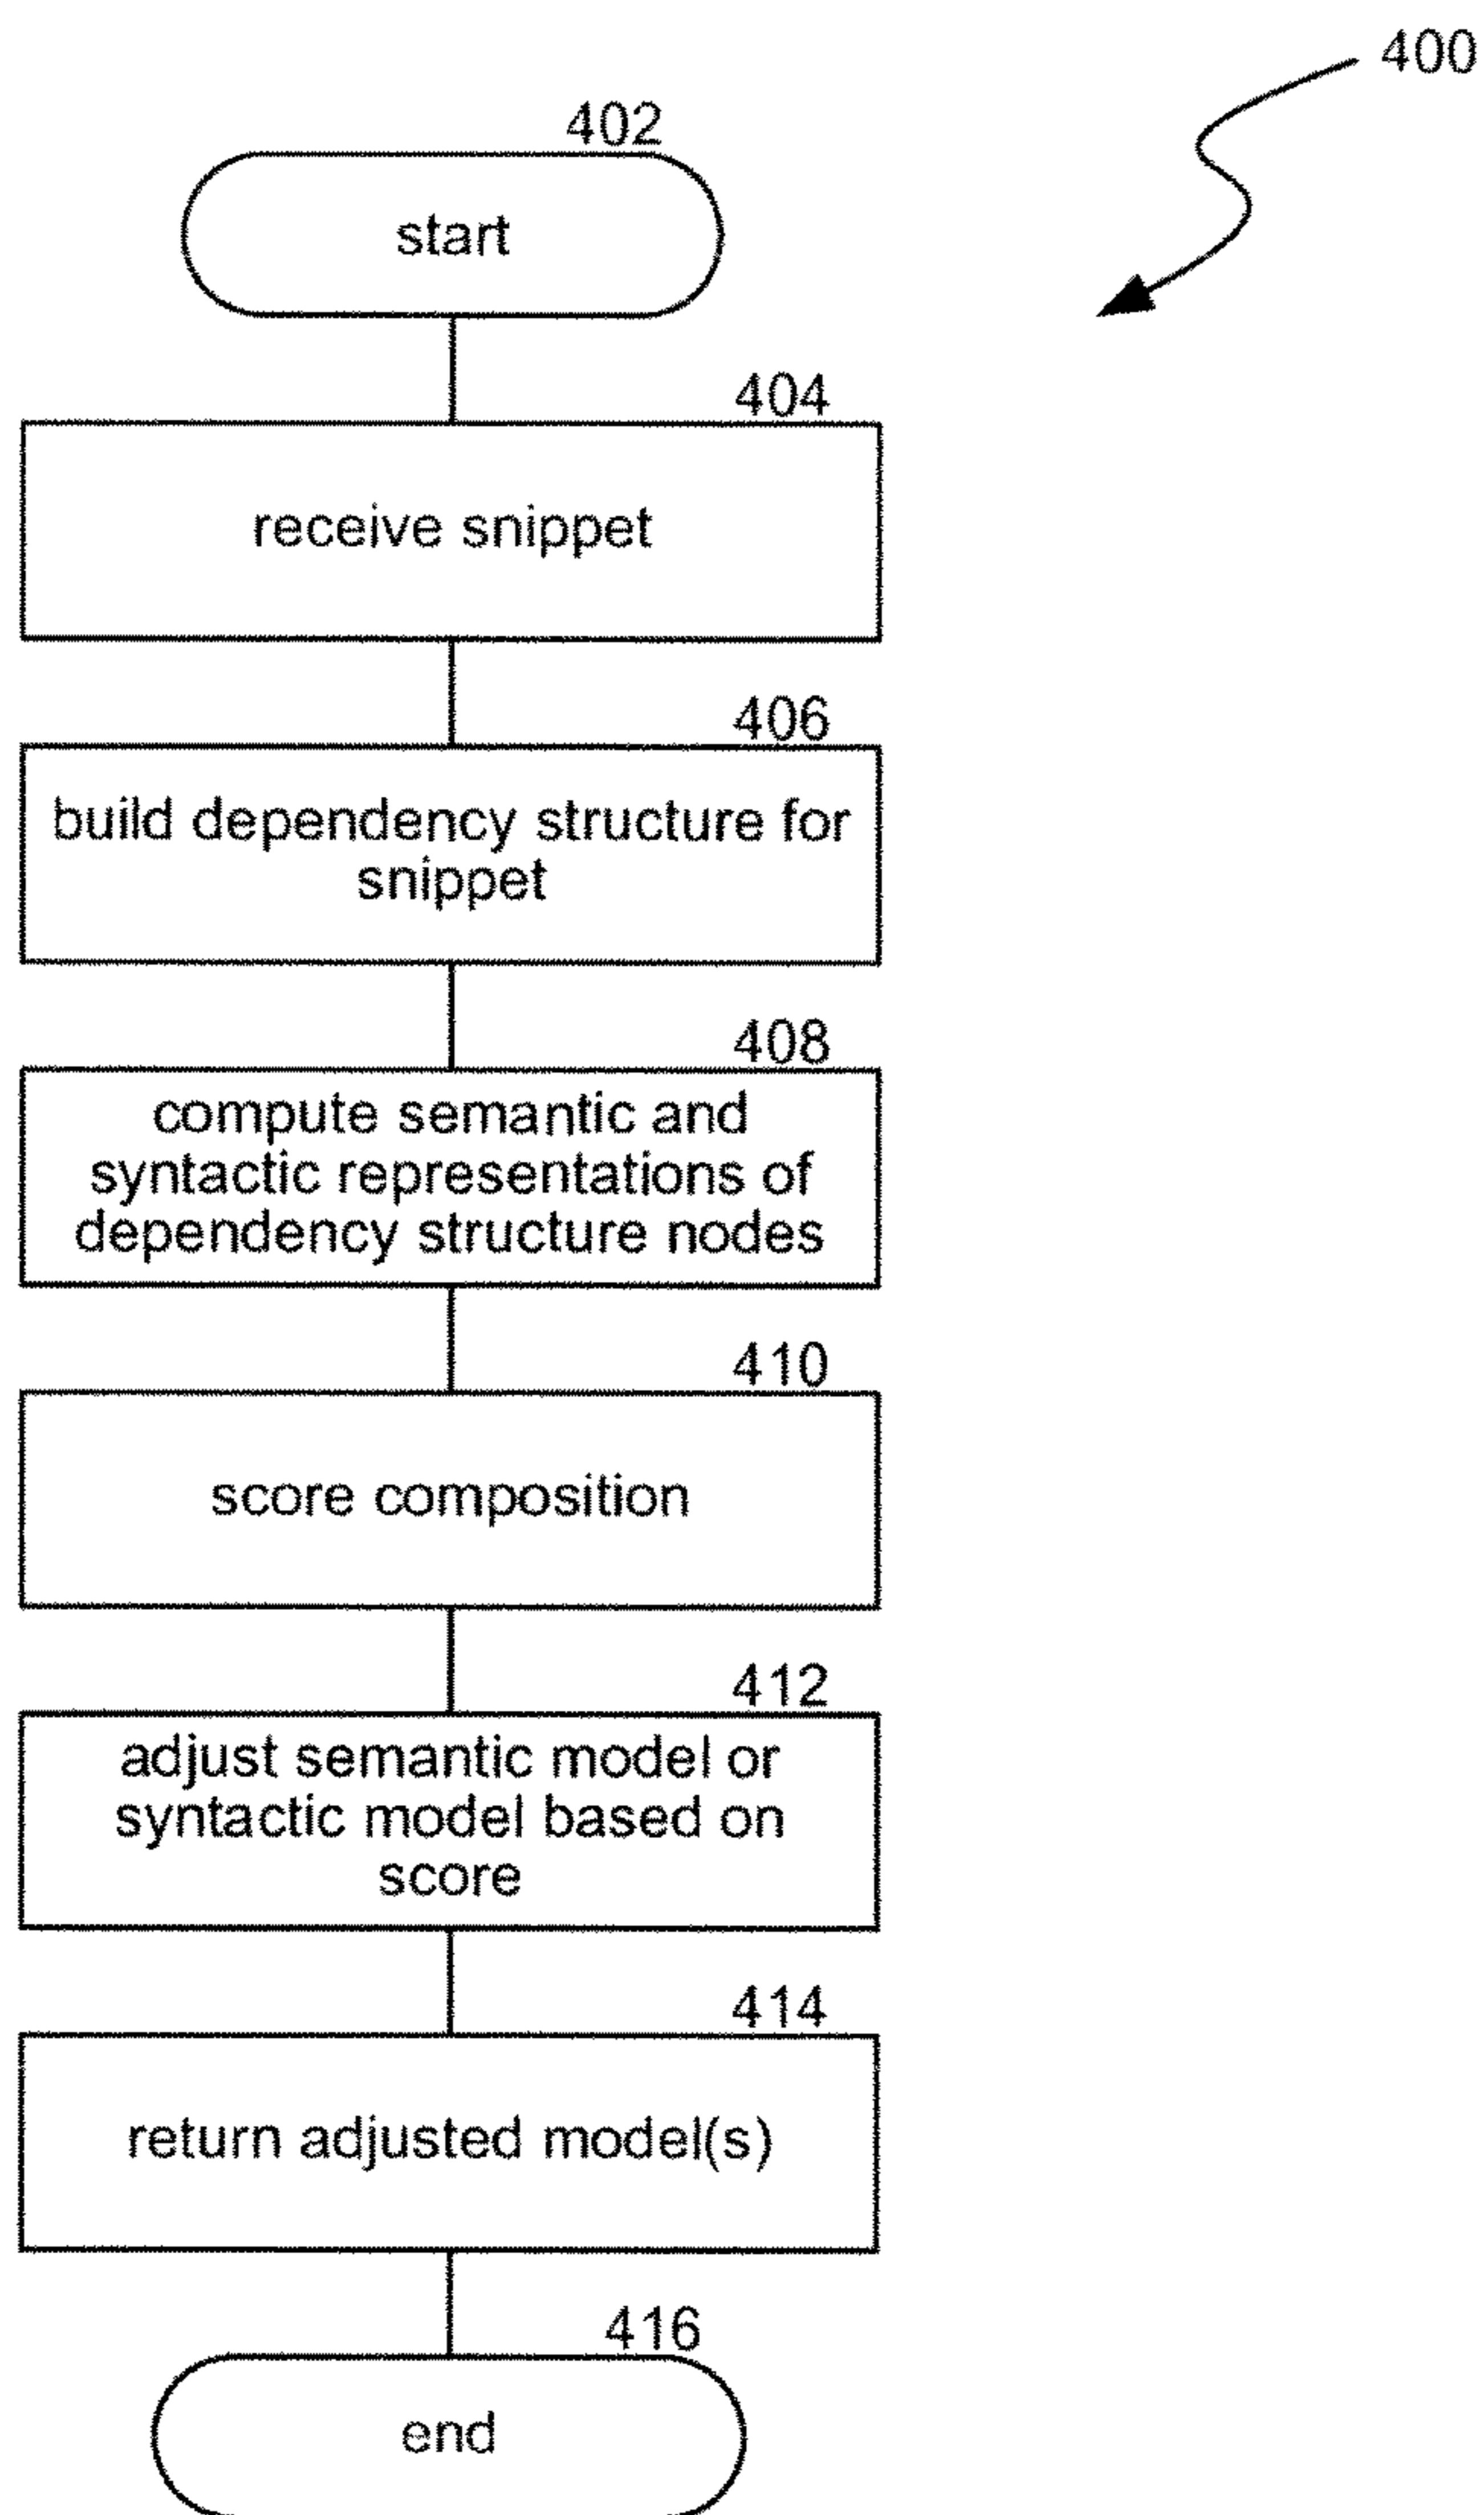 400
402
start
404
receive snippet
406
build dependency structure for
snippet
408
compute semantic and
syntactic representations of
dependency structure nodes
410
score composition
412
adjust semantic model or
syntactic model based on
score
414
return adjusted model(s)
416
end